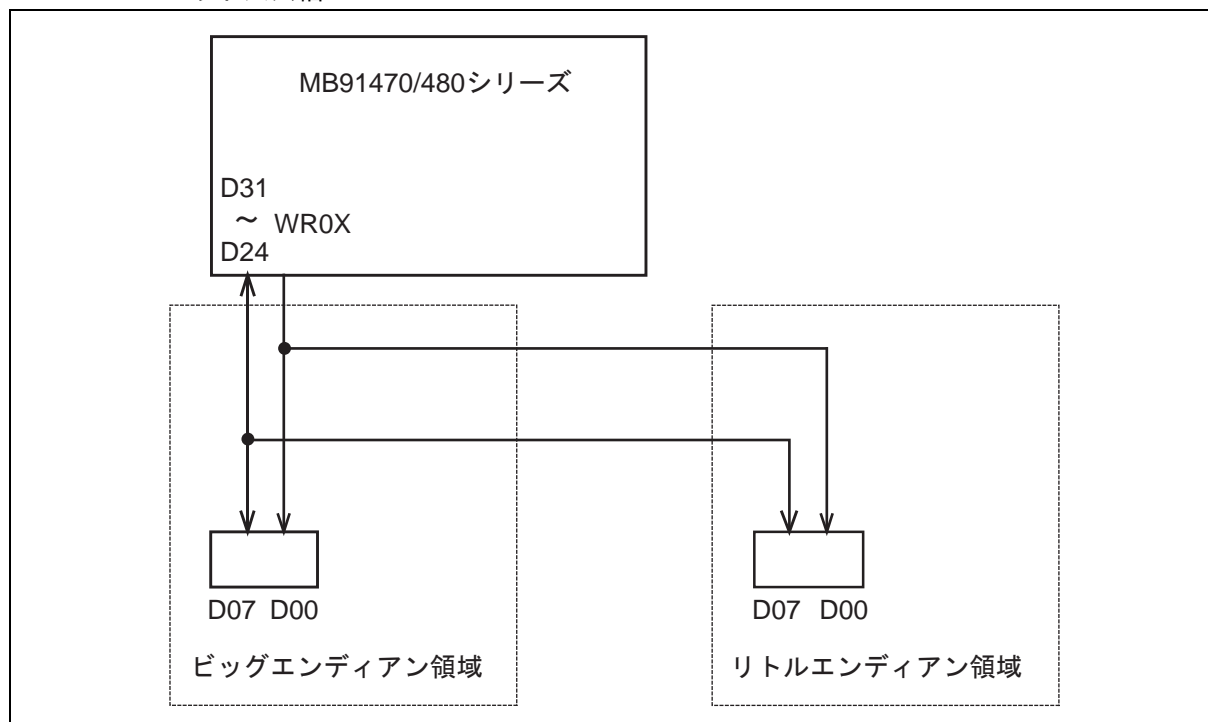 MB91470/480シリーズ
D31
～ WR0X
D24
D07 D00
D07 D00
ビッグエンディアン領域
リトルエンディアン領域